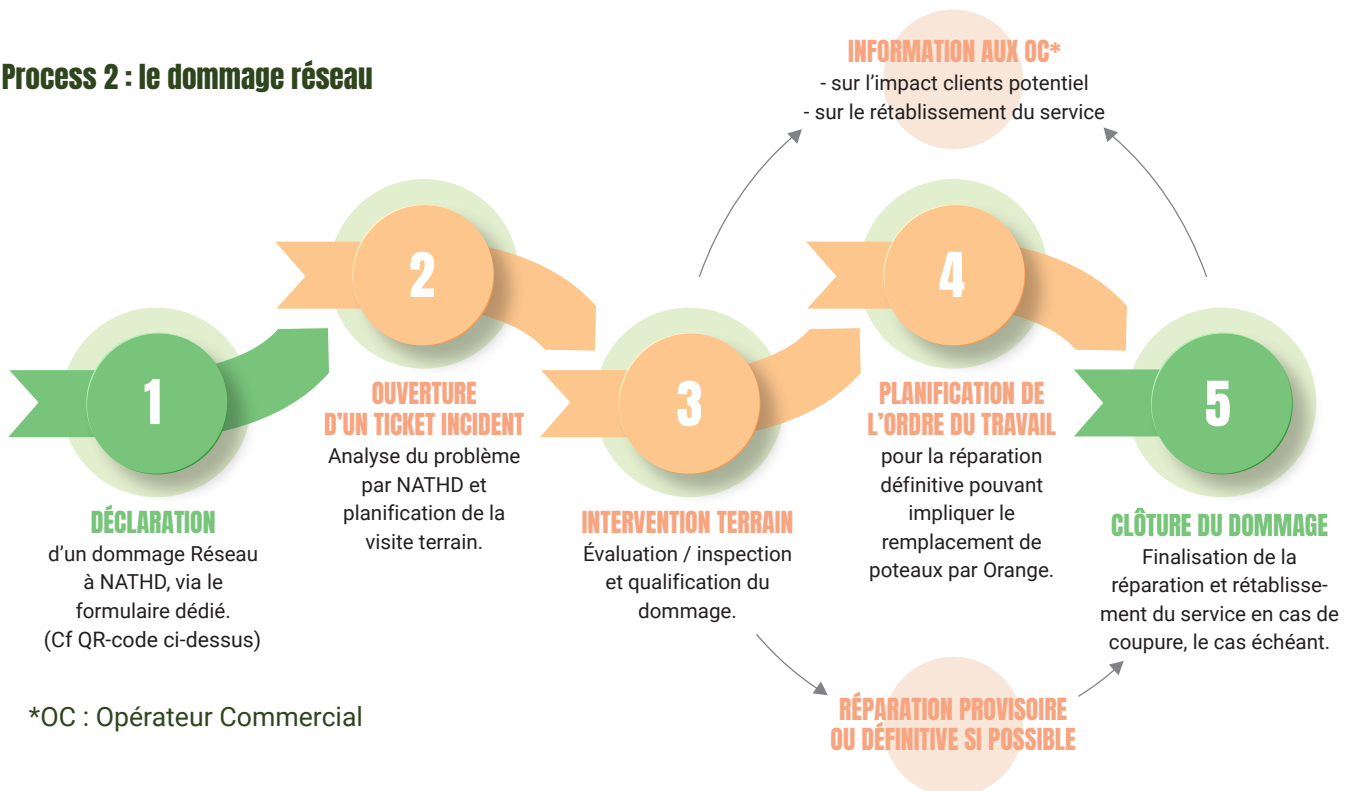 Process 2 : le dommage réseau
INFORMATION AUX OC*
- sur l'impact clients potentiel
- sur le rétablissement du service
1
DÉCLARATION
d'un dommage Réseau
à NATHD, via le
formulaire dédié.
(Cf QR-code ci-dessus)
2
OUVERTURE
D'UN TICKET INCIDENT
Analyse du problème
par NATHD et
planification de la
visite terrain.
3
INTERVENTION TERRAIN
Évaluation / inspection
et qualification du
dommage.
4
PLANIFICATION DE
L'ORDRE DU TRAVAIL
pour la réparation
définitive pouvant
impliquer le
remplacement de
poteaux par Orange.
5
CLÔTURE DU DOMMAGE
Finalisation de la
réparation et rétablisse-
ment du service en cas de
coupure, le cas échéant.
RÉPARATION PROVISOIRE
OU DÉFINITIVE SI POSSIBLE
*OC : Opérateur Commercial